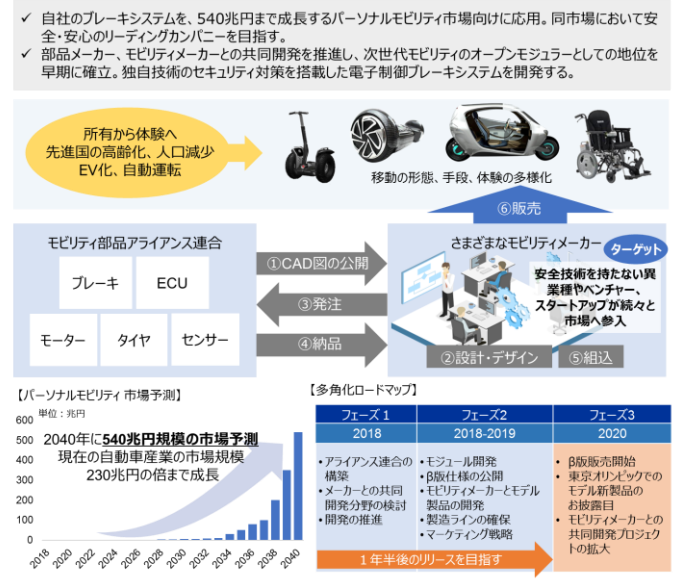 ✓ 自社のブレーキシステムを、540兆円まで成長するパーソナルモビリティ市場向けに応用。同市場において安
全・安心のリーディングカンパニーを目指す。
✓ 部品メーカー、モビリティメーカーとの共同開発を推進し、次世代モビリティのオープンモジュラーとしての地位を
早期に確立。独自技術のセキュリティ対策を搭載した電子制御ブレーキシステムを開発する。
所有から体験へ
先進国の高齢化、人口減少
EV化、自動運転
移動の形態、手段、体験の多様化
⑥販売
モビリティ部品アライアンス連合
ブレーキ
ECU
モーター
タイヤ
センサー
①CAD図の公開
③発注
④納品
さまざまなモビリティメーカー
ターゲット
安全技術を持たない異
業種やベンチャー、
スタートアップが続々と
市場へ参入
②設計・デザイン
⑤組込
【パーソナルモビリティ 市場予測】
単位：兆円
600
500
400
300
200
100
0
2040年に540兆円規模の市場予測
現在の自動車産業の市場規模
230兆円の倍まで成長
2018
2020
2022
2024
2026
2028
2030
2032
2034
2036
2038
2040
【多角化ロードマップ】
フェーズ１
2018
・アライアンス連合の
構築
・メーカーとの共同
開発分野の検討
・開発の推進
フェーズ2
2018-2019
・モジュール開発
・β版仕様の公開
・モビリティメーカーとモデル
製品の開発
・製造ラインの確保
・マーケティング戦略
フェーズ3
2020
・β版販売開始
・東京オリンピックでの
モデル新製品の
お披露目
・モビリティメーカーとの
共同開発プロジェク
トの拡大
１年半後のリリースを目指す